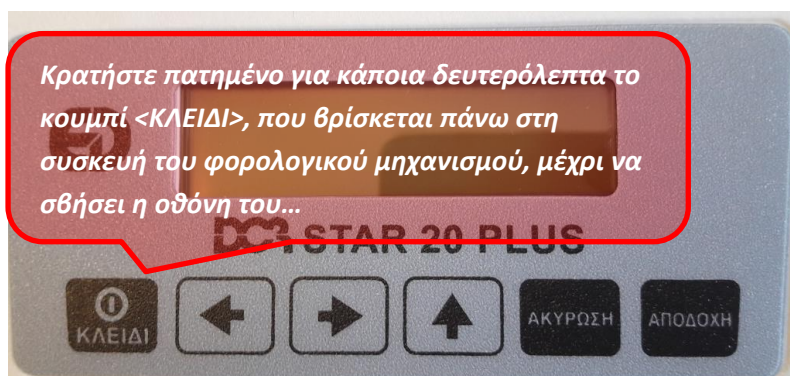 Κρατήστε πατημένο για κάποια δευτερόλεπτα το
κουμπί <ΚΛΕΙΔΙ>, που βρίσκεται πάνω στη
συσκευή του φορολογικού μηχανισμού, μέχρι να
σβήσει η οθόνη του...
STAR 20 PLUS
ΚΛΕΙΔΙ
ΑΚΥΡΩΣΗ
ΑΠΟΔΟΧΗ